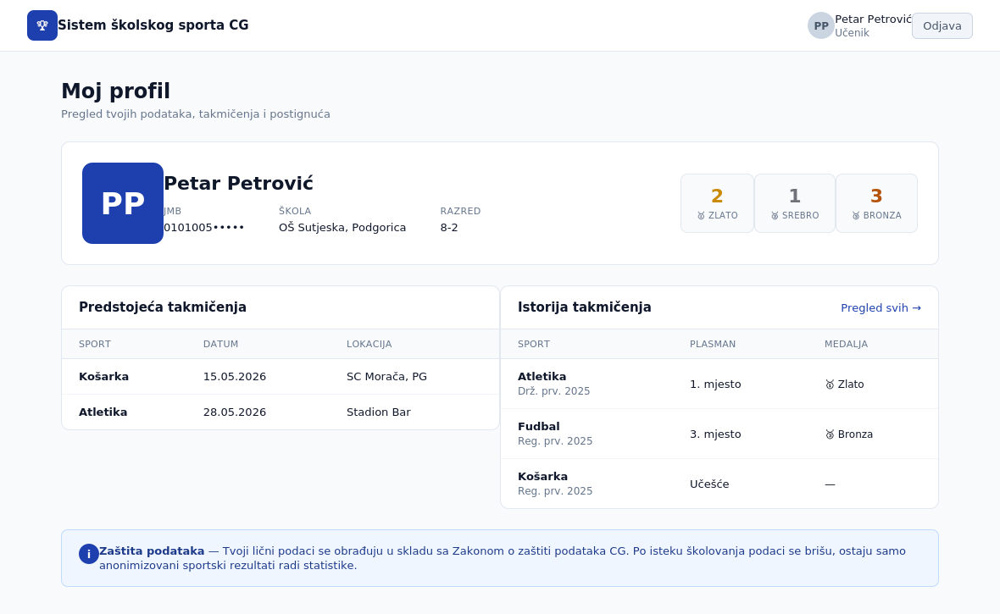 Sistem školskog sporta CG
PP
Petar Petrović
Učenik
Odjava
Moj profil
Pregled tvojih podataka, takmičenja i postignuća
PP
Petar Petrović
JMB
ŠKOLA
RAZRED
0101005•••••
OŠ Sutjeska, Podgorica
8-2
2
🥇 ZLATO
1
🥈 SREBRO
3
🥉 BRONZA
Predstojeća takmičenja
SPORT DATUM LOKACIJA
Košarka 15.05.2026 SC Morača, PG
Atletika 28.05.2026 Stadion Bar
Istorija takmičenja
Pregled svih →
SPORT PLASMAN MEDALJA
Atletika
Drž. prv. 2025
1. mjesto
🥇 Zlato
Fudbal
Reg. prv. 2025
3. mjesto
🥉 Bronza
Košarka
Reg. prv. 2025
Učešće
—
i
Zaštita podataka — Tvoji lični podaci se obrađuju u skladu sa Zakonom o zaštiti podataka CG. Po isteku školovanja podaci se brišu, ostaju samo
anonimizovani sportski rezultati radi statistike.